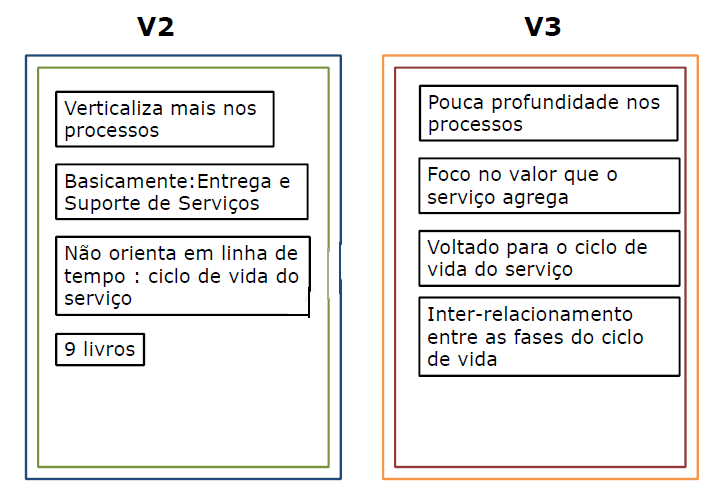 V2
Verticaliza mais nos
processos
Basicamente:Entrega e
Suporte de Serviços
Não orienta em linha de
tempo : ciclo de vida do
serviço
9 livros
V3
Pouca profundidade nos
processos
Foco no valor que o
serviço agrega
Voltado para o ciclo de
vida do serviço
Inter-relacionamento
entre as fases do ciclo
de vida